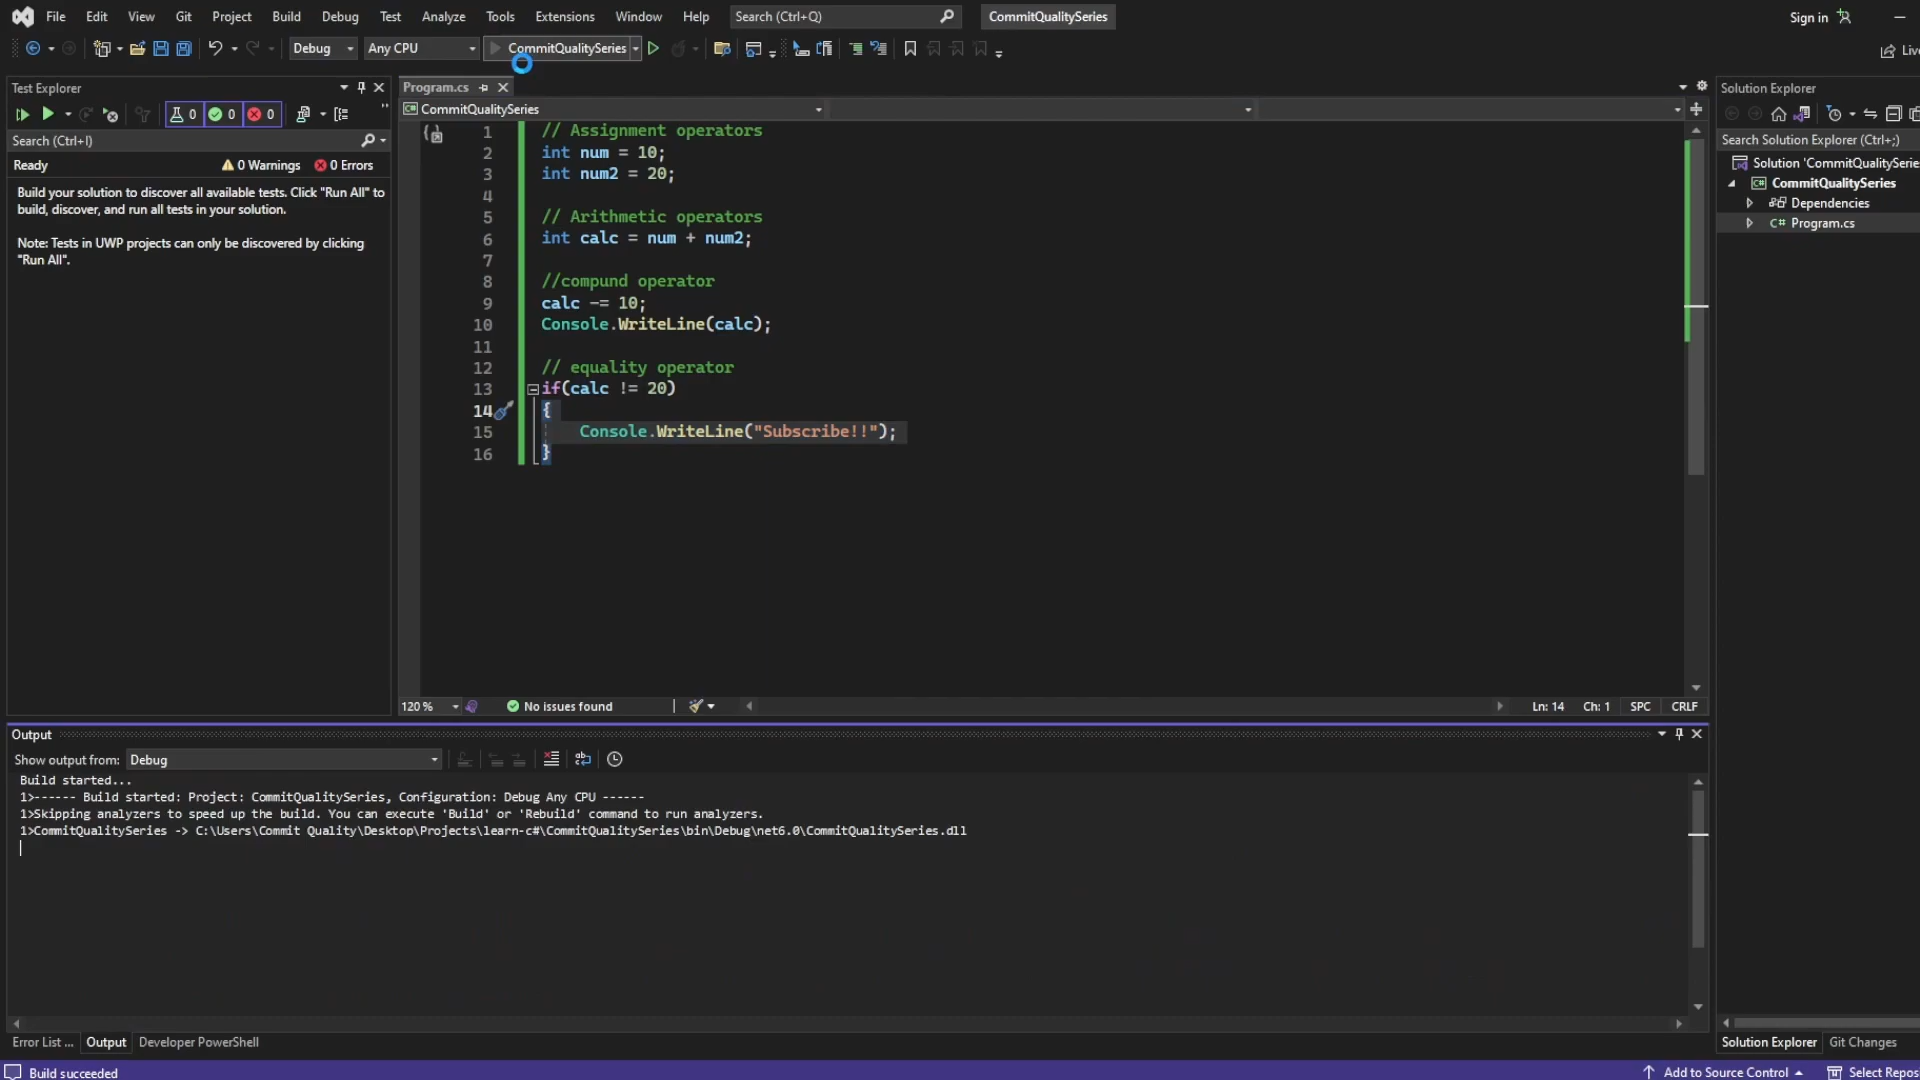 File Edit View Git Project Build Debug Test Analyze Tools Extensions Window Help Search (Ctrl+Q) CommitQualitySeries Sign in
Debug Any CPU CommitQualitySeries Live
Test Explorer
0 0 0
Search (Ctrl+I)
Ready 0 Warnings 0 Errors
Build your solution to discover all available tests. Click "Run All" to
build, discover, and run all tests in your solution.
Note: Tests in UWP projects can only be discovered by clicking
"Run All".
Program.cs
CommitQualitySeries
1 // Assignment operators
2 int num = 10;
3 int num2 = 20;
4
5 // Arithmetic operators
6 int calc = num + num2;
7
8 //compund operator
9 calc -= 10;
10 Console.WriteLine(calc);
11
12 // equality operator
13 if(calc != 20)
14 {
15 Console.WriteLine("Subscribe!!");
16 }
120 % No issues found Ln: 14 Ch: 1 SPC CRLF
Solution Explorer
Search Solution Explorer (Ctrl+;)
Solution 'CommitQualitySerie
CommitQualitySeries
Dependencies
C# Program.cs
Output
Show output from: Debug
Build started...
1>------ Build started: Project: CommitQualitySeries, Configuration: Debug Any CPU ------
1>Skipping analyzers to speed up the build. You can execute 'Build' or 'Rebuild' command to run analyzers.
1>CommitQualitySeries -> C:\Users\Commit Quality\Desktop\Projects\learn-c#\CommitQualitySeries\bin\Debug\net6.0\CommitQualitySeries.dll
Error List ... Output Developer PowerShell
Solution Explorer Git Changes
Build succeeded Add to Source Control Select Repos